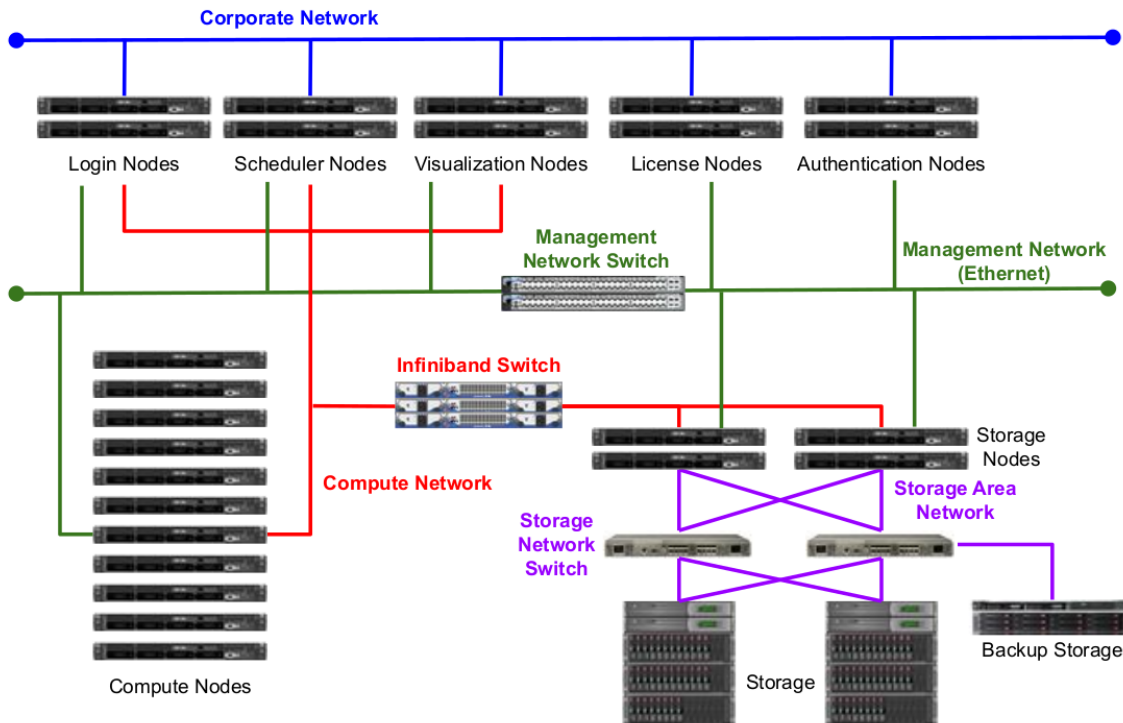 Corporate Network
Login Nodes
Scheduler Nodes
Visualization Nodes
License Nodes
Authentication Nodes
Management
Network Switch
Management Network
(Ethernet)
Infiniband Switch
Storage
Nodes
Compute Network
Storage Area
Network
Storage
Network
Switch
Backup Storage
Storage
Compute Nodes